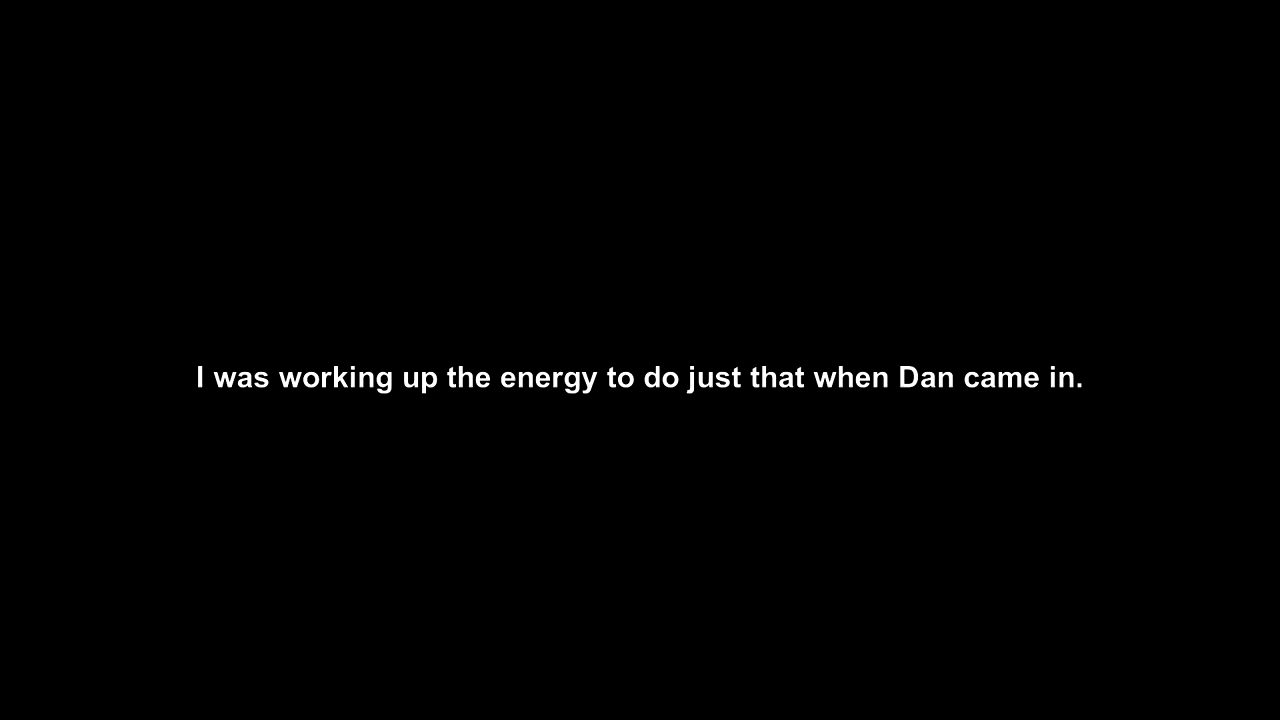 I was working up the energy to do just that when Dan came in.